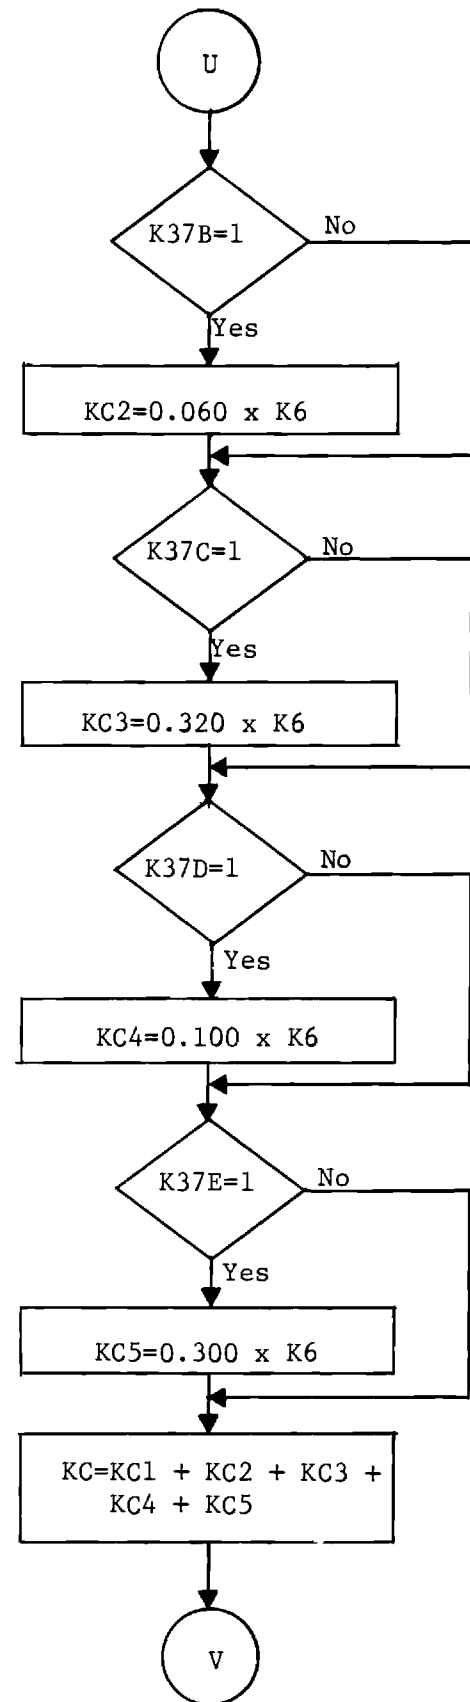 U
K37B=1
No
Yes
KC2=0.060 x K6
K37C=1
No
Yes
KC3=0.320 x K6
K37D=1
No
Yes
KC4=0.100 x K6
K37E=1
No
Yes
KC5=0.300 x K6
KC=KC1 + KC2 + KC3 +
KC4 + KC5
V